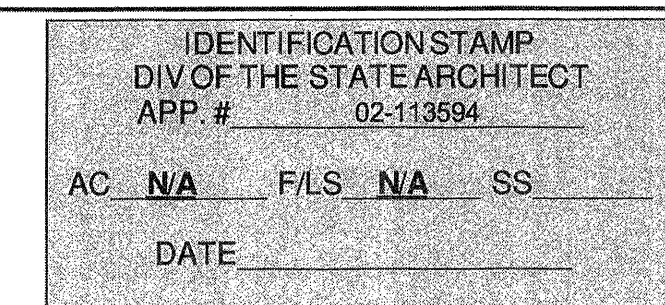 IDENTIFICATION STAMP
DIV OF THE STATE ARCHITECT
APP. # 02-113594
AC N/A F/LS N/A SS
DATE